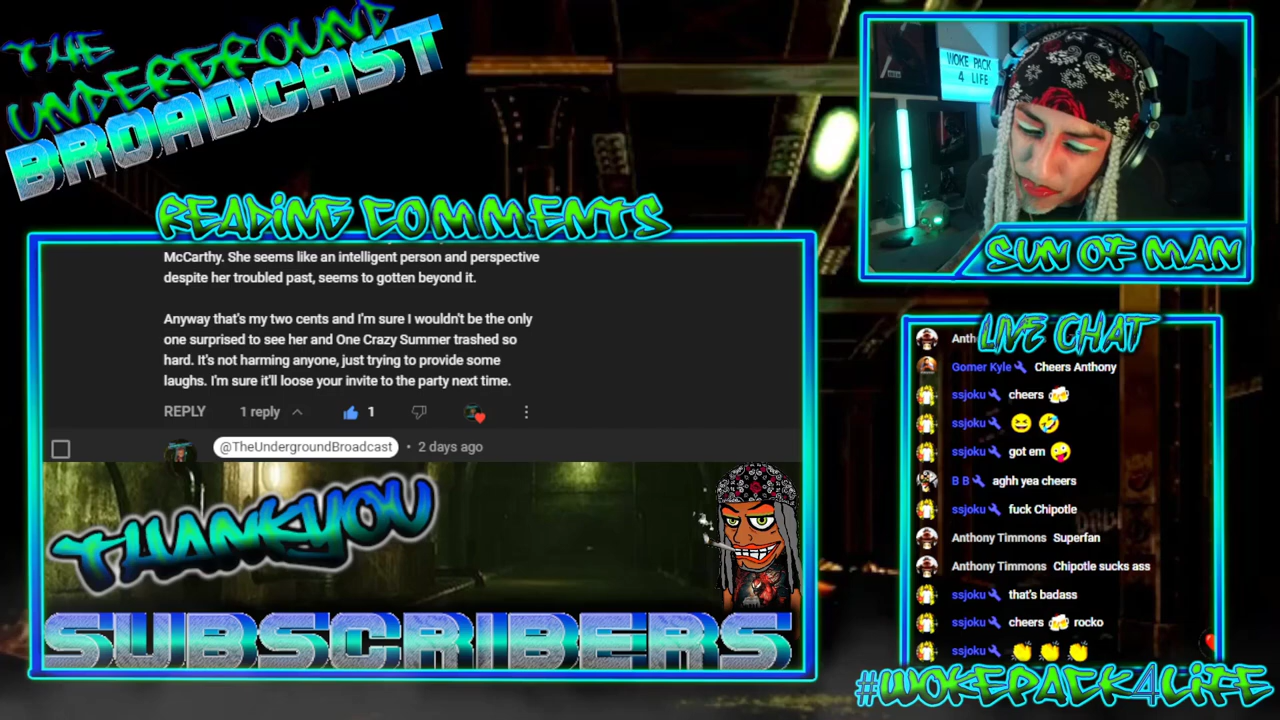 THE
UNDERGROUND
BROADCAST
WOKE PACK
4 LIFE
SUN OF MAN
READING COMMENTS
McCarthy. She seems like an intelligent person and perspective
despite her troubled past, seems to gotten beyond it.
Anyway that's my two cents and I'm sure I wouldn't be the only
one surprised to see her and One Crazy Summer trashed so
hard. It's not harming anyone, just trying to provide some
laughs. I'm sure it'll loose your invite to the party next time.
REPLY 1 reply 1
@TheUndergroundBroadcast • 2 days ago
THANKYOU
SUBSCRIBERS
LIVE CHAT
Anth
Gomer Kyle Cheers Anthony
ssjoku cheers 🍻
ssjoku 😆 🤣
ssjoku got em 🤪
B B aghh yea cheers
ssjoku fuck Chipotle
Anthony Timmons Superfan
Anthony Timmons Chipotle sucks ass
ssjoku that's badass
ssjoku cheers 🍻 rocko
ssjoku 👏 👏 👏
#WOKEPACK4LIFE